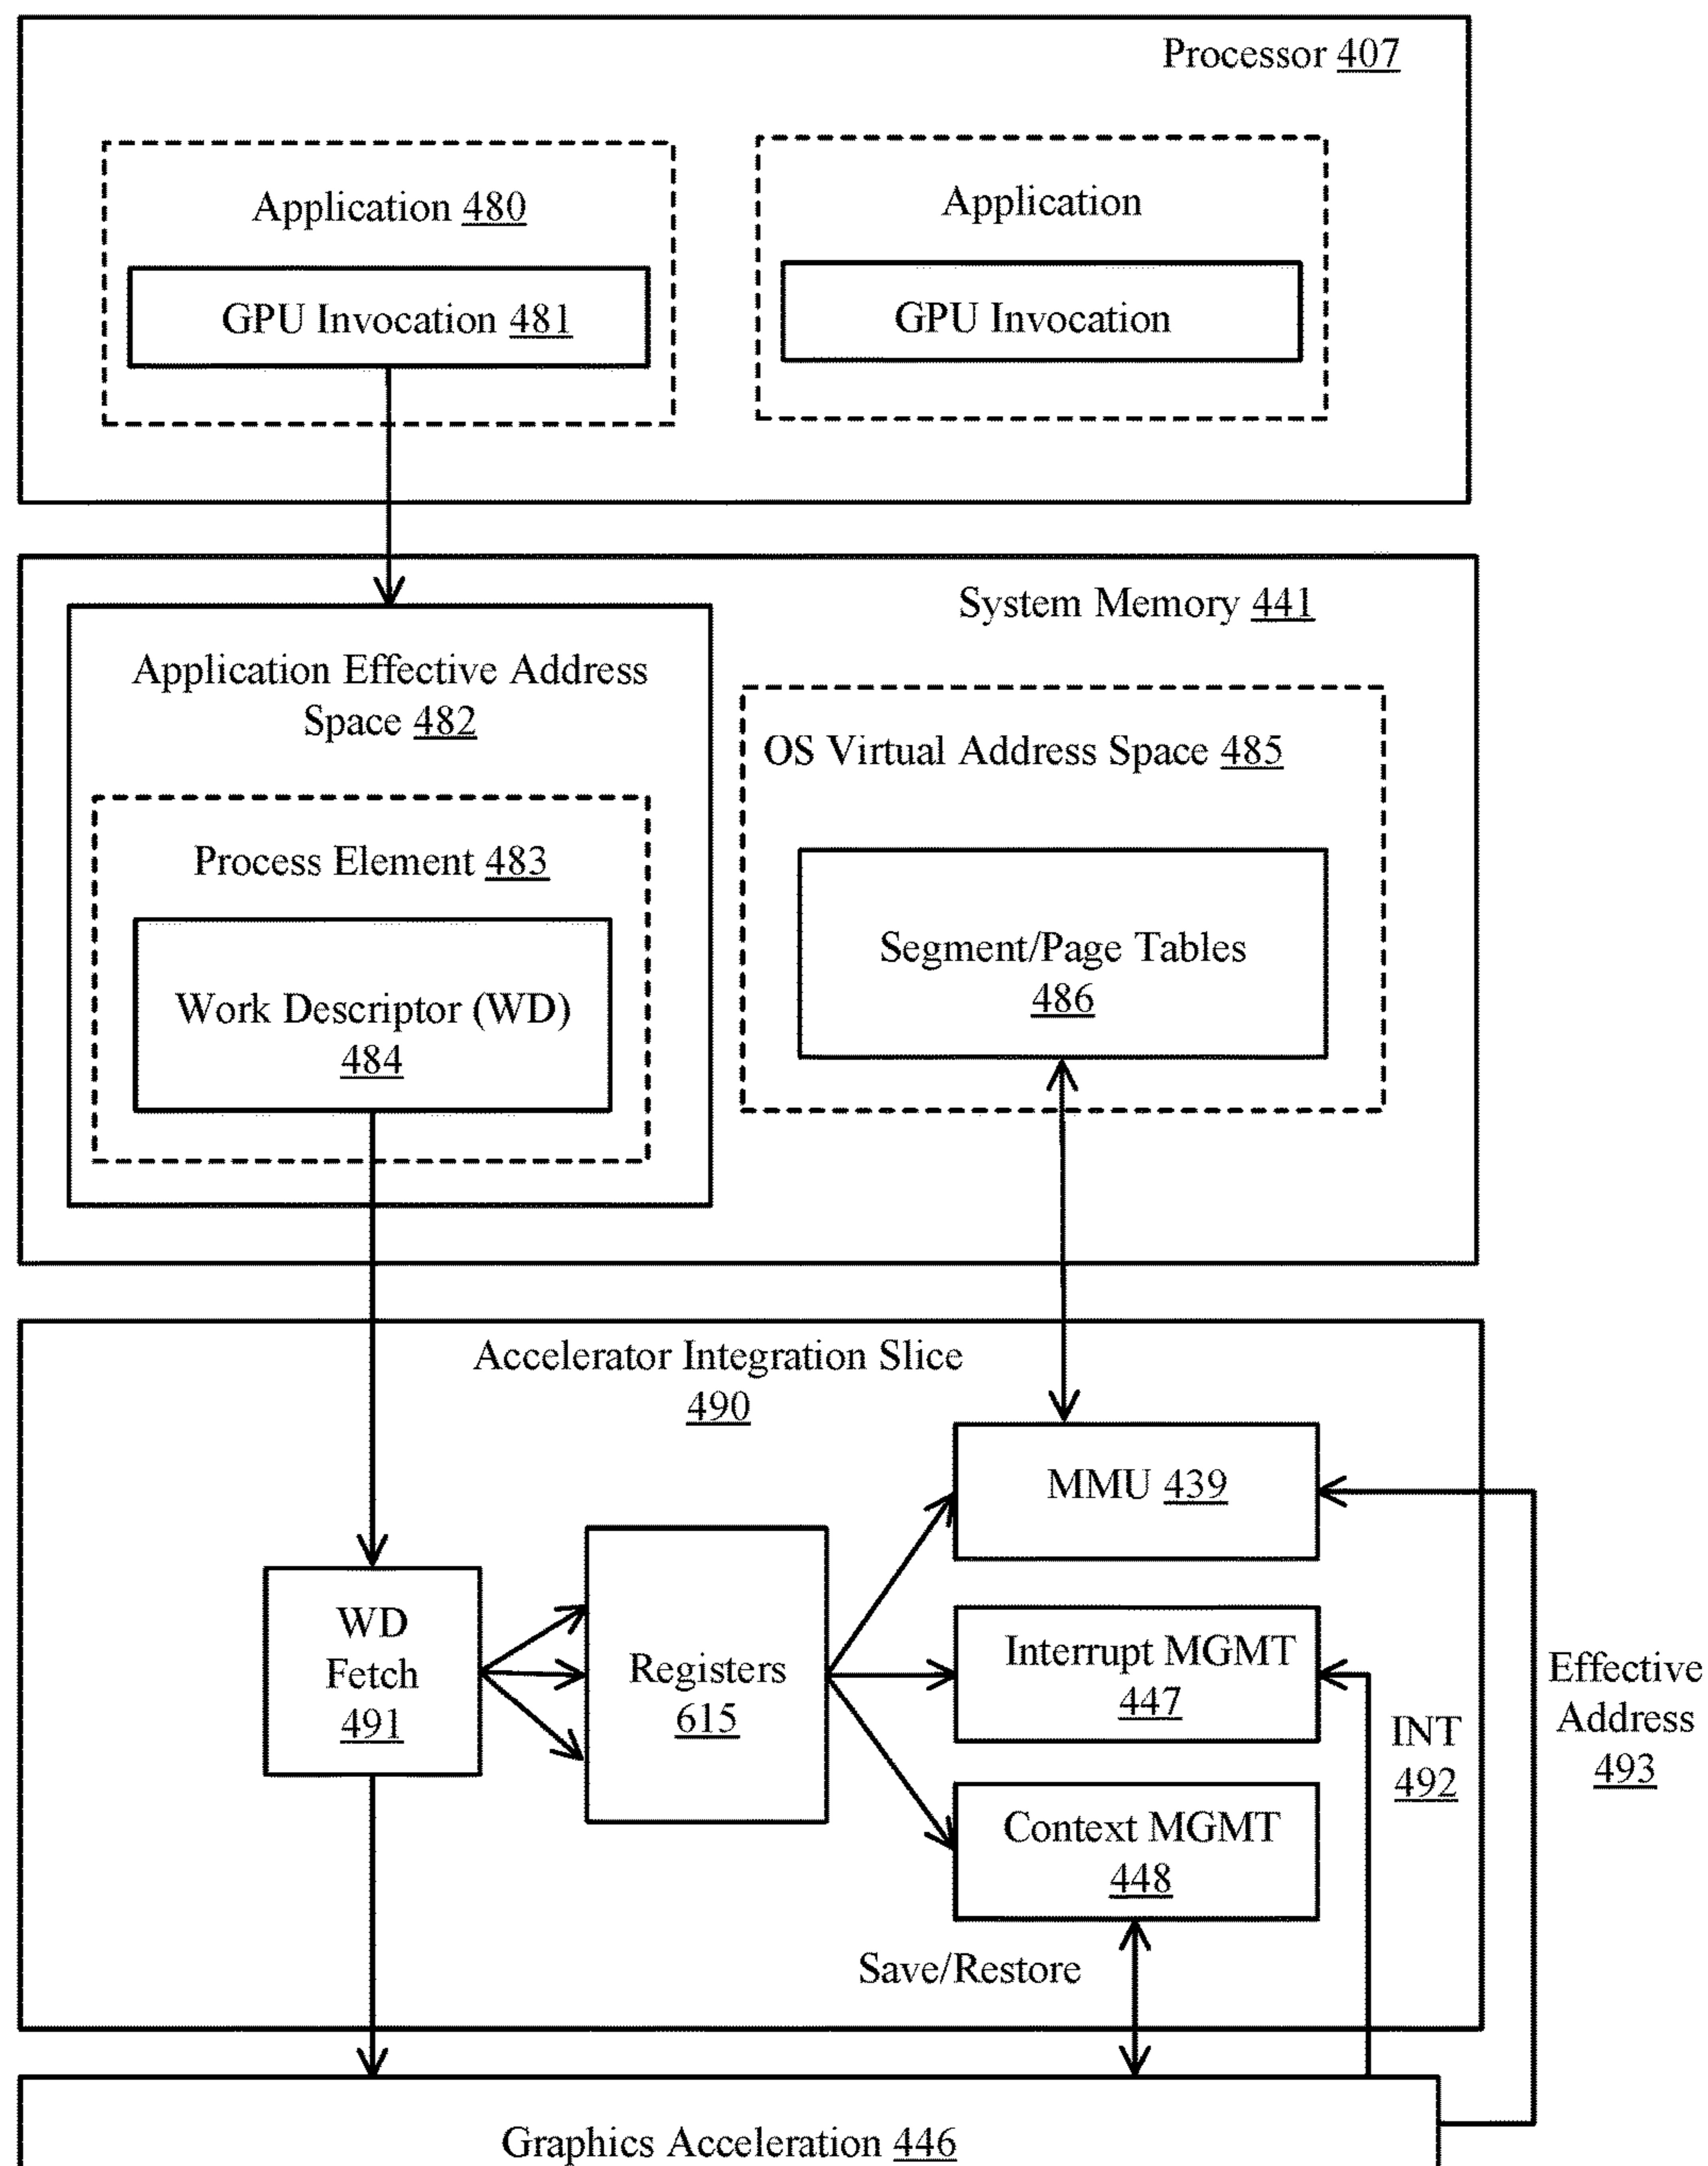 Processor 407
Application 480
Application
GPU Invocation 481
GPU Invocation
System Memory 441
Application Effective Address
Space 482
OS Virtual Address Space 485
Process Element 483
Segment/Page Tables
486
Work Descriptor (WD)
484
Accelerator Integration Slice
490
MMU 439
WD
Fetch
491
Registers
615
Interrupt MGMT
447
Effective
Address
493
INT
492
Context MGMT
448
Save/Restore
Graphics Acceleration 446